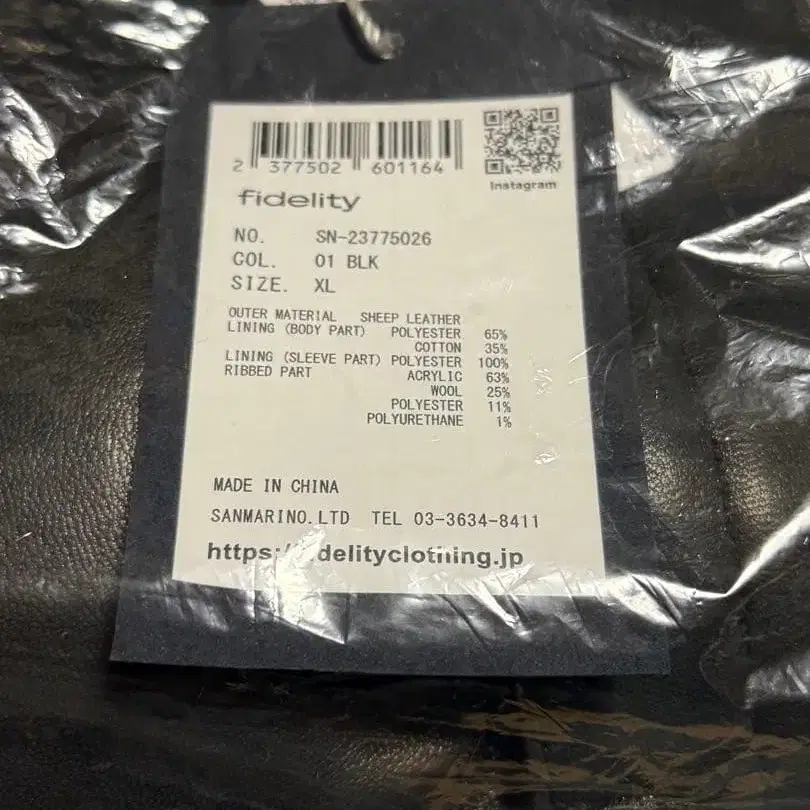 2 377502 601164
Instagram
fidelity
NO. SN-23775026
COL. 01 BLK
SIZE. XL
OUTER MATERIAL SHEEP LEATHER
LINING (BODY PART) POLYESTER 65%
COTTON 35%
LINING (SLEEVE PART) POLYESTER 100%
RIBBED PART ACRYLIC 63%
WOOL 25%
POLYESTER 11%
POLYURETHANE 1%
MADE IN CHINA
SANMARINO.LTD TEL 03-3634-8411
https://fidelityclothing.jp